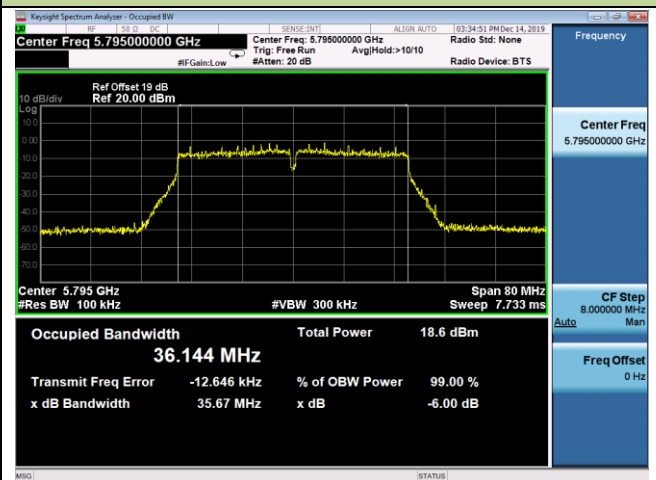 Keysight Spectrum Analyzer - Occupied BW
RF 50 Ω DC SENSE:INT ALIGN AUTO 03:34:51 PM Dec 14, 2019
Center Freq 5.795000000 GHz
Center Freq: 5.795000000 GHz Radio Std: None
Trig: Free Run Avg|Hold:>10/10
#IFGain:Low #Atten: 20 dB Radio Device: BTS
Ref Offset 19 dB
10 dB/div Ref 20.00 dBm
Log
10.0
0.00
-10.0
-20.0
-30.0
-40.0
-50.0
-60.0
-70.0
Center 5.795 GHz Span 80 MHz
#Res BW 100 kHz #VBW 300 kHz Sweep 7.733 ms
Occupied Bandwidth Total Power 18.6 dBm
36.144 MHz
Transmit Freq Error -12.646 kHz % of OBW Power 99.00 %
x dB Bandwidth 35.67 MHz x dB -6.00 dB
MSG STATUS
Frequency
Center Freq
5.795000000 GHz
CF Step
8.000000 MHz
Auto Man
Freq Offset
0 Hz